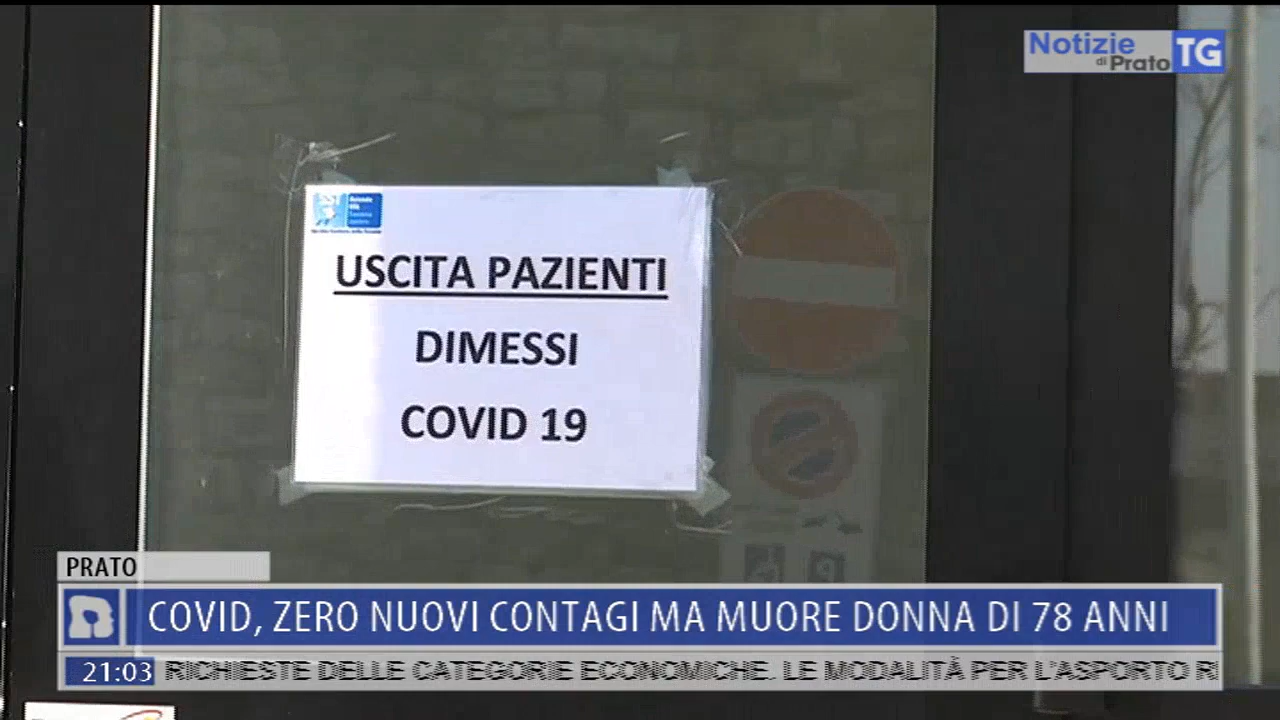 Notizie
di Prato TG
USCITA PAZIENTI
DIMESSI
COVID 19
PRATO
COVID, ZERO NUOVI CONTAGI MA MUORE DONNA DI 78 ANNI
21:03 RICHIESTE DELLE CATEGORIE ECONOMICHE. LE MODALITÀ PER L'ASPORTO